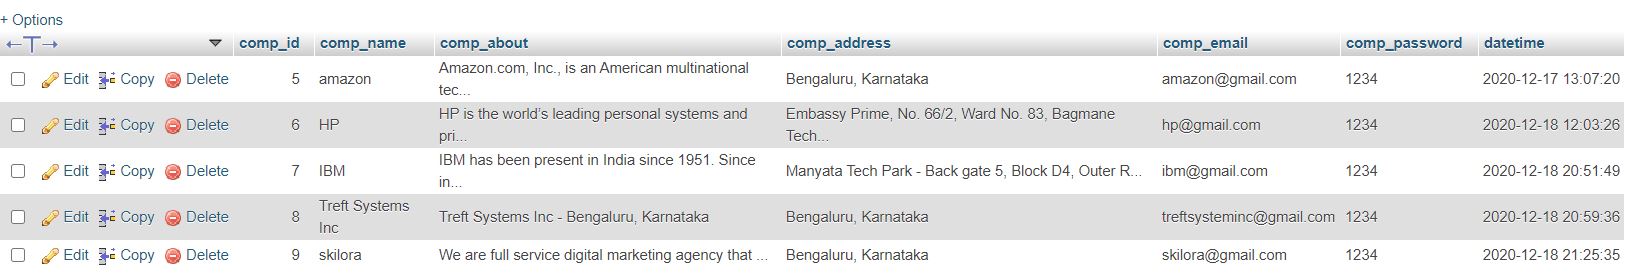 + Options
←T→ comp_id comp_name comp_about comp_address comp_email comp_password datetime
Edit Copy Delete 5 amazon Amazon.com, Inc., is an American multinational tec... Bengaluru, Karnataka amazon@gmail.com 1234 2020-12-17 13:07:20
Edit Copy Delete 6 HP HP is the world’s leading personal systems and pri... Embassy Prime, No. 66/2, Ward No. 83, Bagmane Tech... hp@gmail.com 1234 2020-12-18 12:03:26
Edit Copy Delete 7 IBM IBM has been present in India since 1951. Since in... Manyata Tech Park - Back gate 5, Block D4, Outer R... ibm@gmail.com 1234 2020-12-18 20:51:49
Edit Copy Delete 8 Treft Systems Inc Treft Systems Inc - Bengaluru, Karnataka Bengaluru, Karnataka treftsysteminc@gmail.com 1234 2020-12-18 20:59:36
Edit Copy Delete 9 skilora We are full service digital marketing agency that ... Bengaluru, Karnataka skilora@gmail.com 1234 2020-12-18 21:25:35